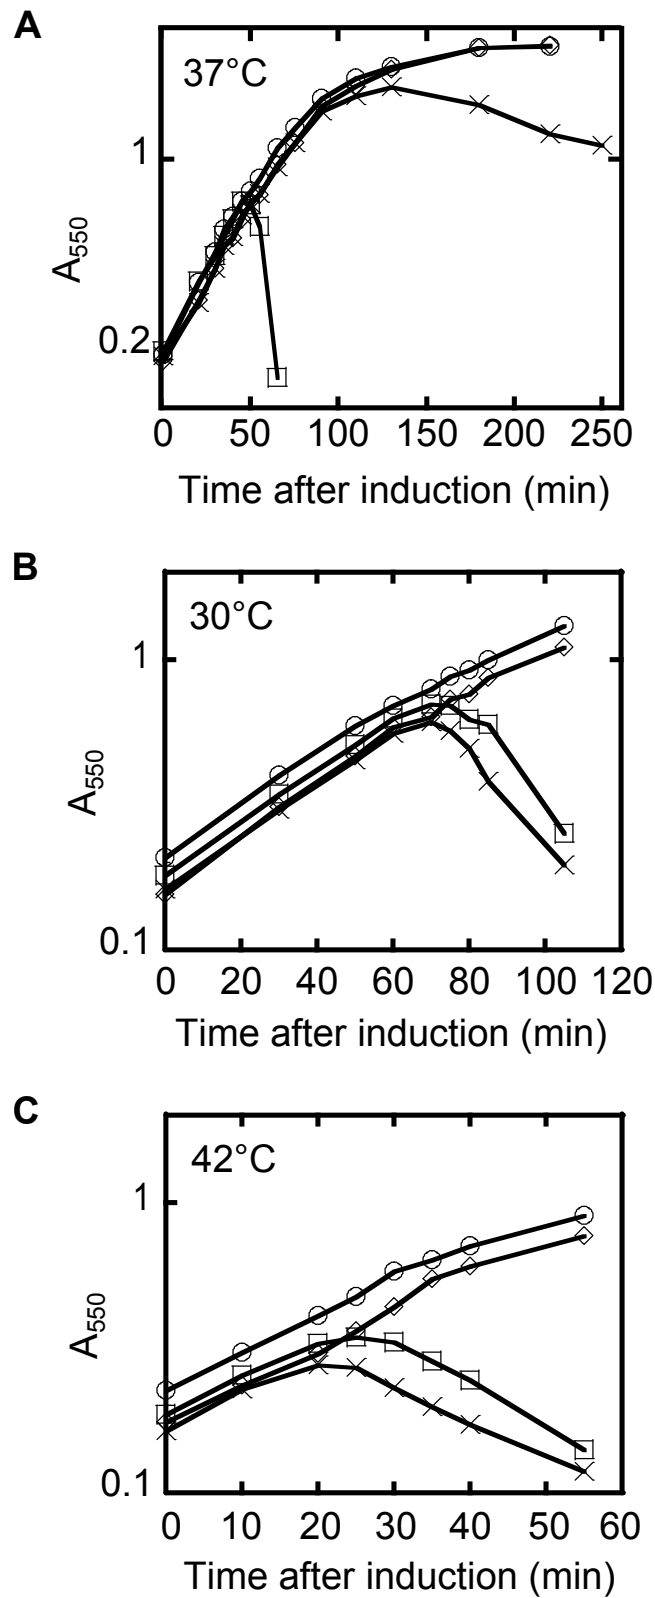 A
37°C
1
A550
0.2
0 50 100 150 200 250
Time after induction (min)
B
30°C
1
A550
0.1
0 20 40 60 80 100 120
Time after induction (min)
C
42°C
1
A550
0.1
0 10 20 30 40 50 60
Time after induction (min)